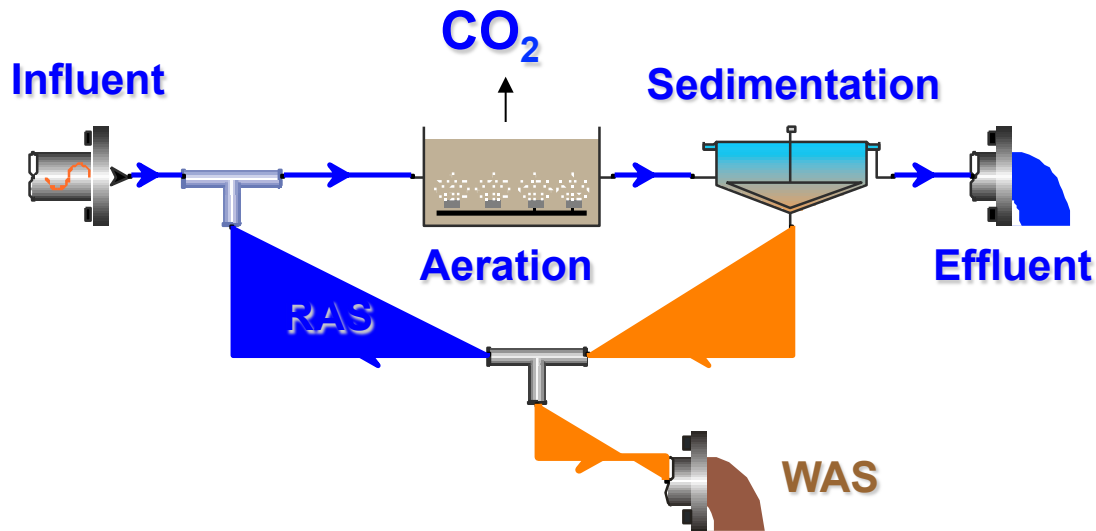 CO₂
Influent
Sedimentation
Aeration
Effluent
RAS
WAS